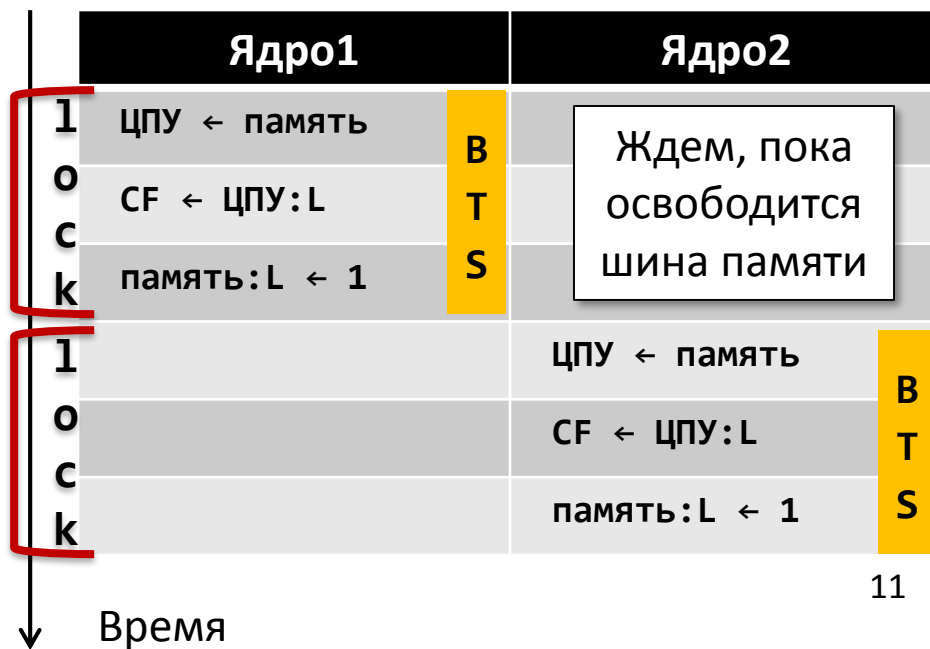 Ядро1 Ядро2
l
o
c
k
ЦПУ ← память
CF ← ЦПУ:L
память:L ← 1
B
T
S
Ждем, пока
освободится
шина памяти
l
o
c
k
ЦПУ ← память
CF ← ЦПУ:L
память:L ← 1
B
T
S
11
Время